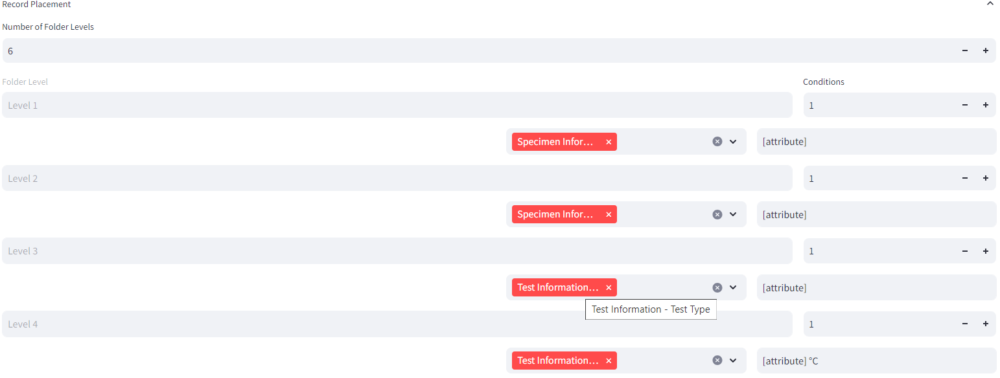 Record Placement
Number of Folder Levels
6
Folder Level
Conditions
Level 1
1
Specimen Infor...
[attribute]
Level 2
1
Specimen Infor...
[attribute]
Level 3
1
Test Information...
[attribute]
Test Information - Test Type
Level 4
1
Test Information...
[attribute] °C